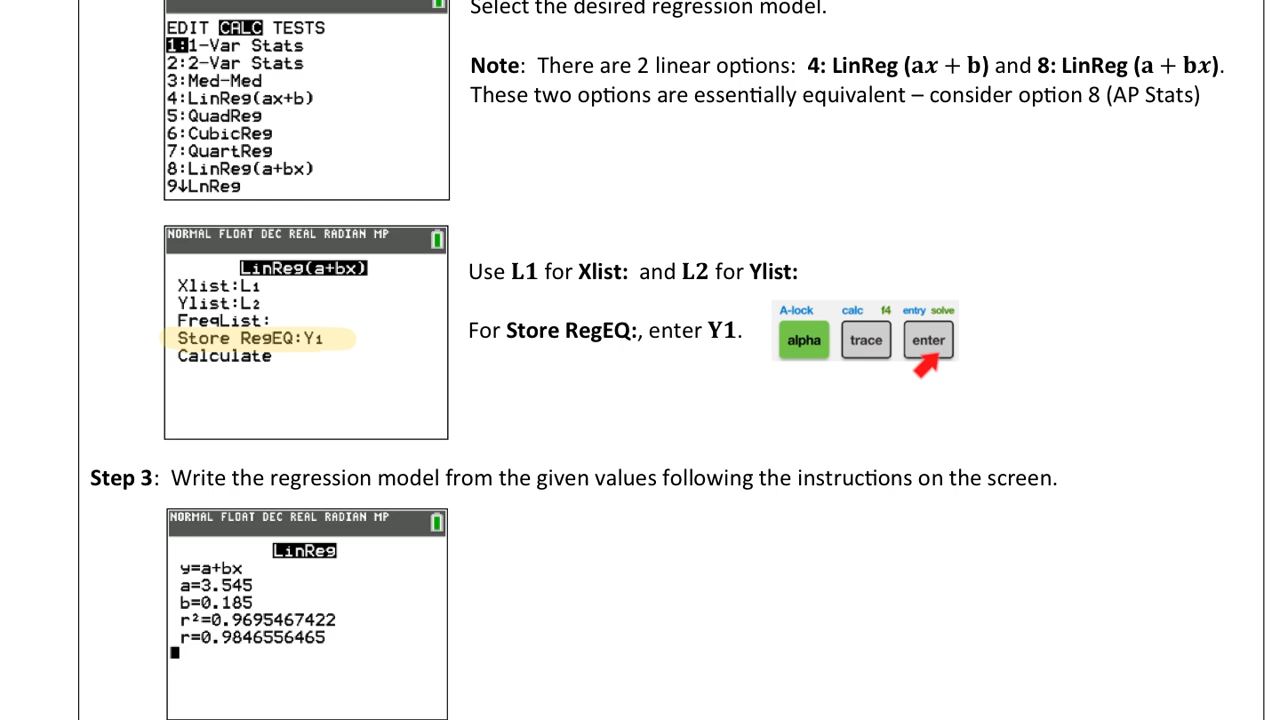 Select the desired regression model.
EDIT CALC TESTS
1:1-Var Stats
2:2-Var Stats
3:Med-Med
4:LinReg(ax+b)
5:QuadReg
6:CubicReg
7:QuartReg
8:LinReg(a+bx)
9↓LnReg
Note: There are 2 linear options: 4: LinReg (ax + b) and 8: LinReg (a + bx).
These two options are essentially equivalent – consider option 8 (AP Stats)
NORMAL FLOAT DEC REAL RADIAN MP
LinReg(a+bx)
Xlist:L₁
Ylist:L₂
FreqList:
Store RegEQ:Y₁
Calculate
Use L1 for Xlist: and L2 for Ylist:
For Store RegEQ:, enter Y1.
A-lock calc f4 entry solve
alpha trace enter
Step 3: Write the regression model from the given values following the instructions on the screen.
NORMAL FLOAT DEC REAL RADIAN MP
LinReg
y=a+bx
a=3.545
b=0.185
r²=0.9695467422
r=0.9846556465